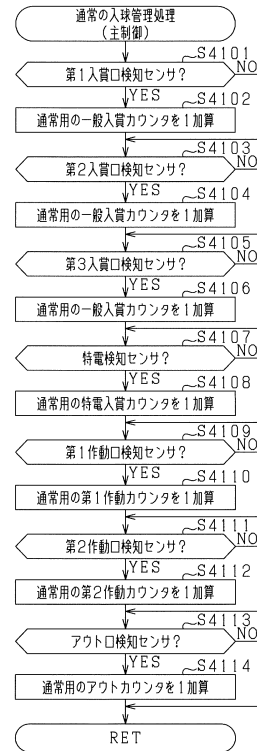 通常の入球管理処理
(主制御)
S4101
第1入賞口検知センサ?
NO
YES
S4102
通常用の一般入賞カウンタを1加算
S4103
第2入賞口検知センサ?
NO
YES
S4104
通常用の一般入賞カウンタを1加算
S4105
第3入賞口検知センサ?
NO
YES
S4106
通常用の一般入賞カウンタを1加算
S4107
特電検知センサ?
NO
YES
S4108
通常用の特電入賞カウンタを1加算
S4109
第1作動口検知センサ?
NO
YES
S4110
通常用の第1作動カウンタを1加算
S4111
第2作動口検知センサ?
NO
YES
S4112
通常用の第2作動カウンタを1加算
S4113
アウト口検知センサ?
NO
YES
S4114
通常用のアウトカウンタを1加算
RET